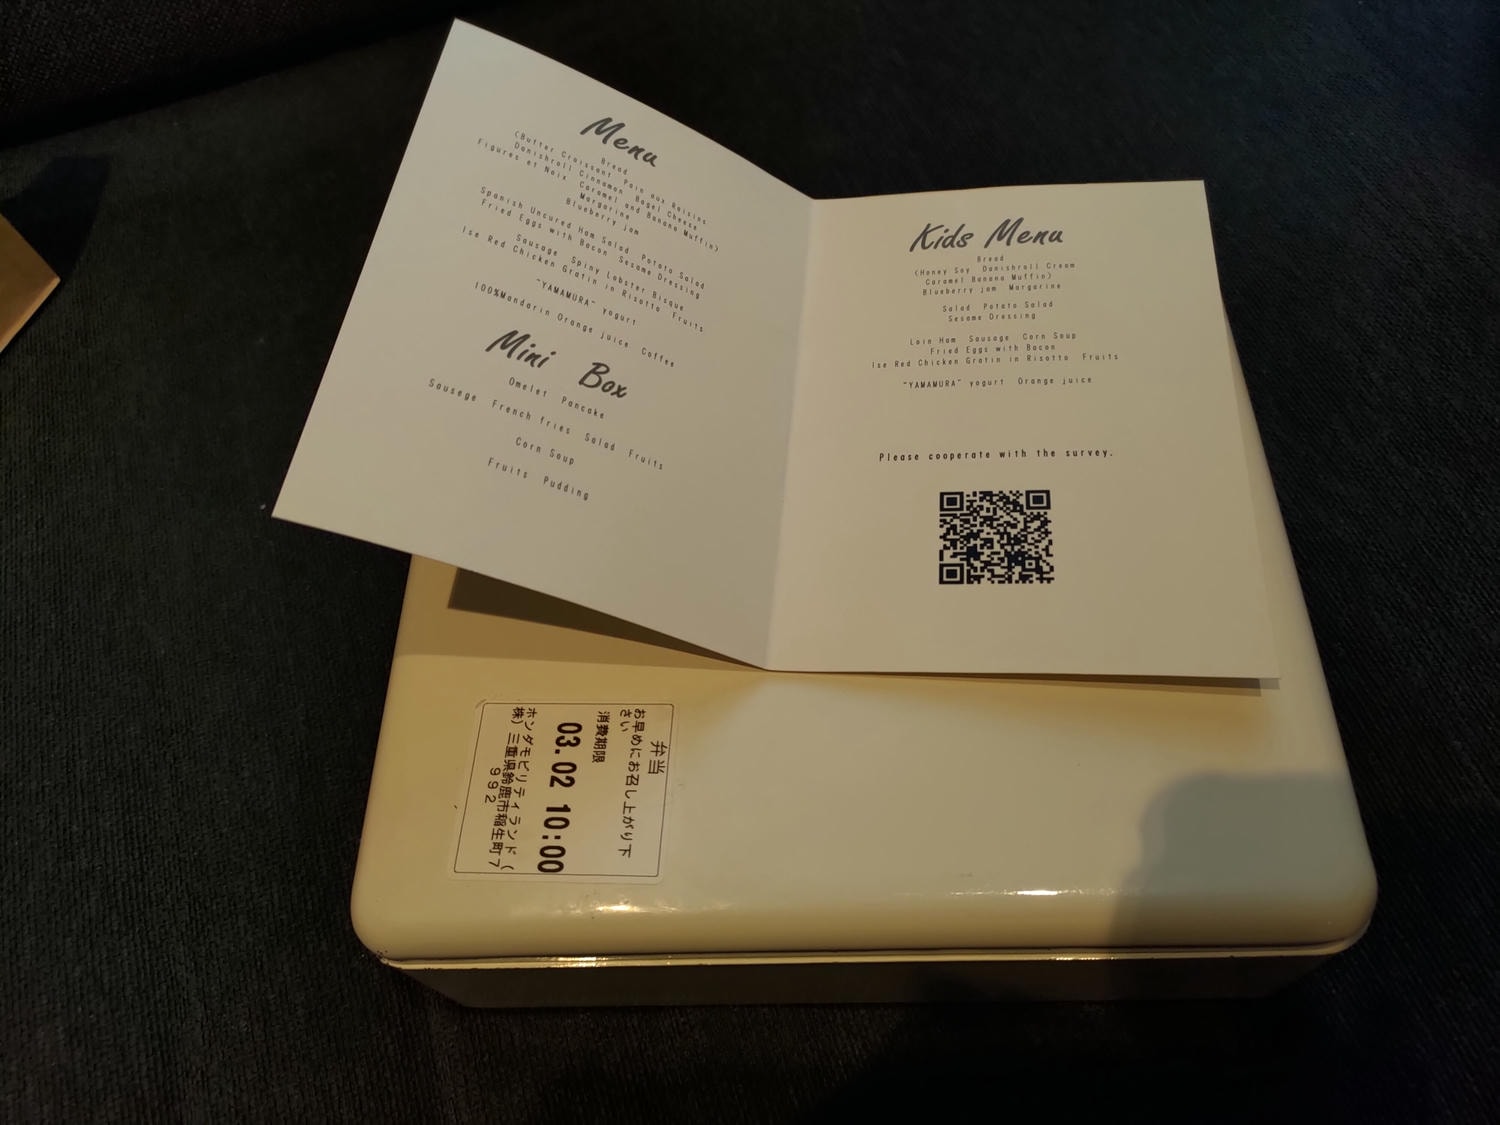 Menu
Bread
(Butter Croissant Pain aux Raisins
Danishroll Cinnamon Bagel Cheese
Figures et Noix Caramel and Banana Muffin)
Margarine
Blueberry jam
Spanish Uncured Ham Salad Potato Salad
Fried Eggs with Bacon Sesame Dressing
Sausage Spiny Lobster Bisque
Ise Red Chicken Gratin in Risotto Fruits
"YAMAMURA" yogurt
100%Mandarin Orange juice Coffee
Mini Box
Omelet Pancake
Sausege French fries Salad Fruits
Corn Soup
Fruits Pudding
Kids Menu
Bread
(Honey Soy Danishroll Cream
Caramel Banana Muffin)
Blueberry jam Margarine
Salad Potato Salad
Sesame Dressing
Loin Ham Sausage Corn Soup
Fried Eggs with Bacon
Ise Red Chicken Gratin in Risotto Fruits
"YAMAMURA" yogurt Orange juice
Please cooperate with the survey.
弁当
お早めにお召し上がり下
さい
消費期限
03.02 10:00
ホンダモビリティランド（
株）三重県鈴鹿市稲生町7
992